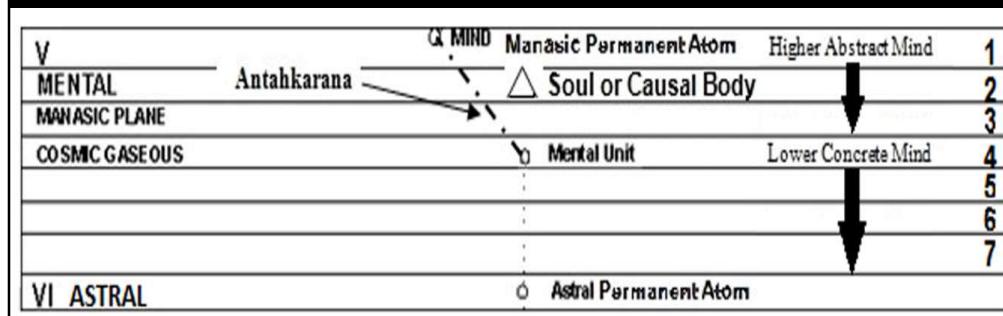 V MIND Manasic Permanent Atom Higher Abstract Mind 1
MENTAL Antahkarana Soul or Causal Body 2
MANASIC PLANE 3
COSMIC GASEOUS Mental Unit Lower Concrete Mind 4
5
6
7
VI ASTRAL Astral Permanent Atom